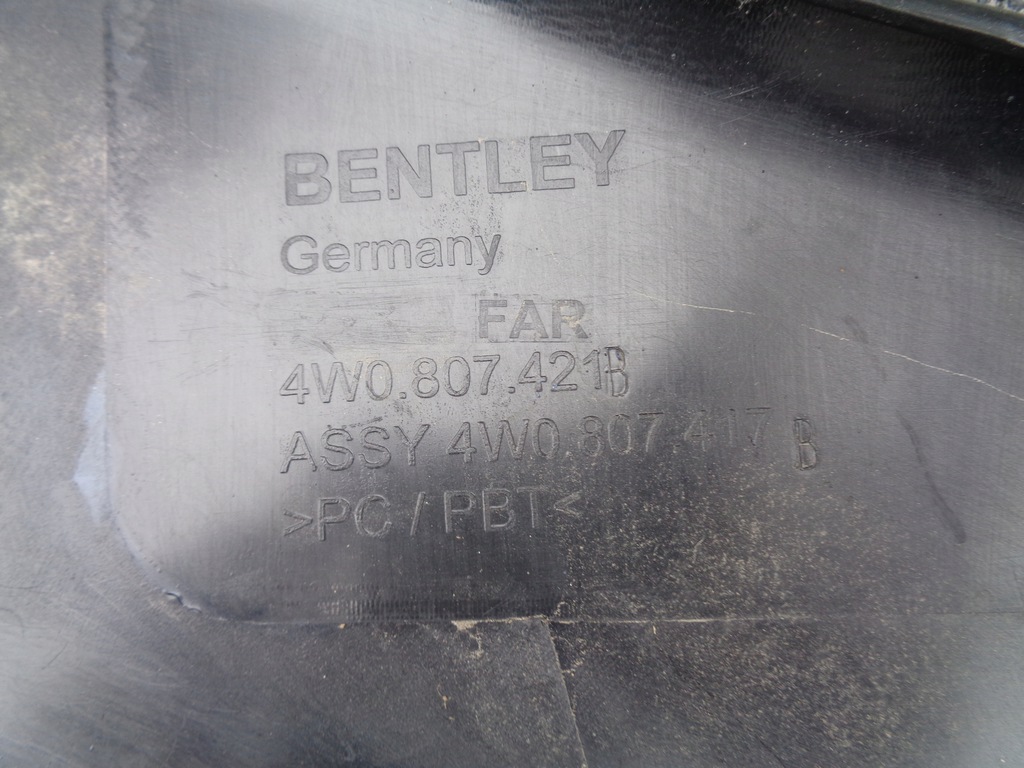 BENTLEY
Germany
FAR
4W0.807.421B
ASSY 4W0.807.417 B
>PC / PBT<